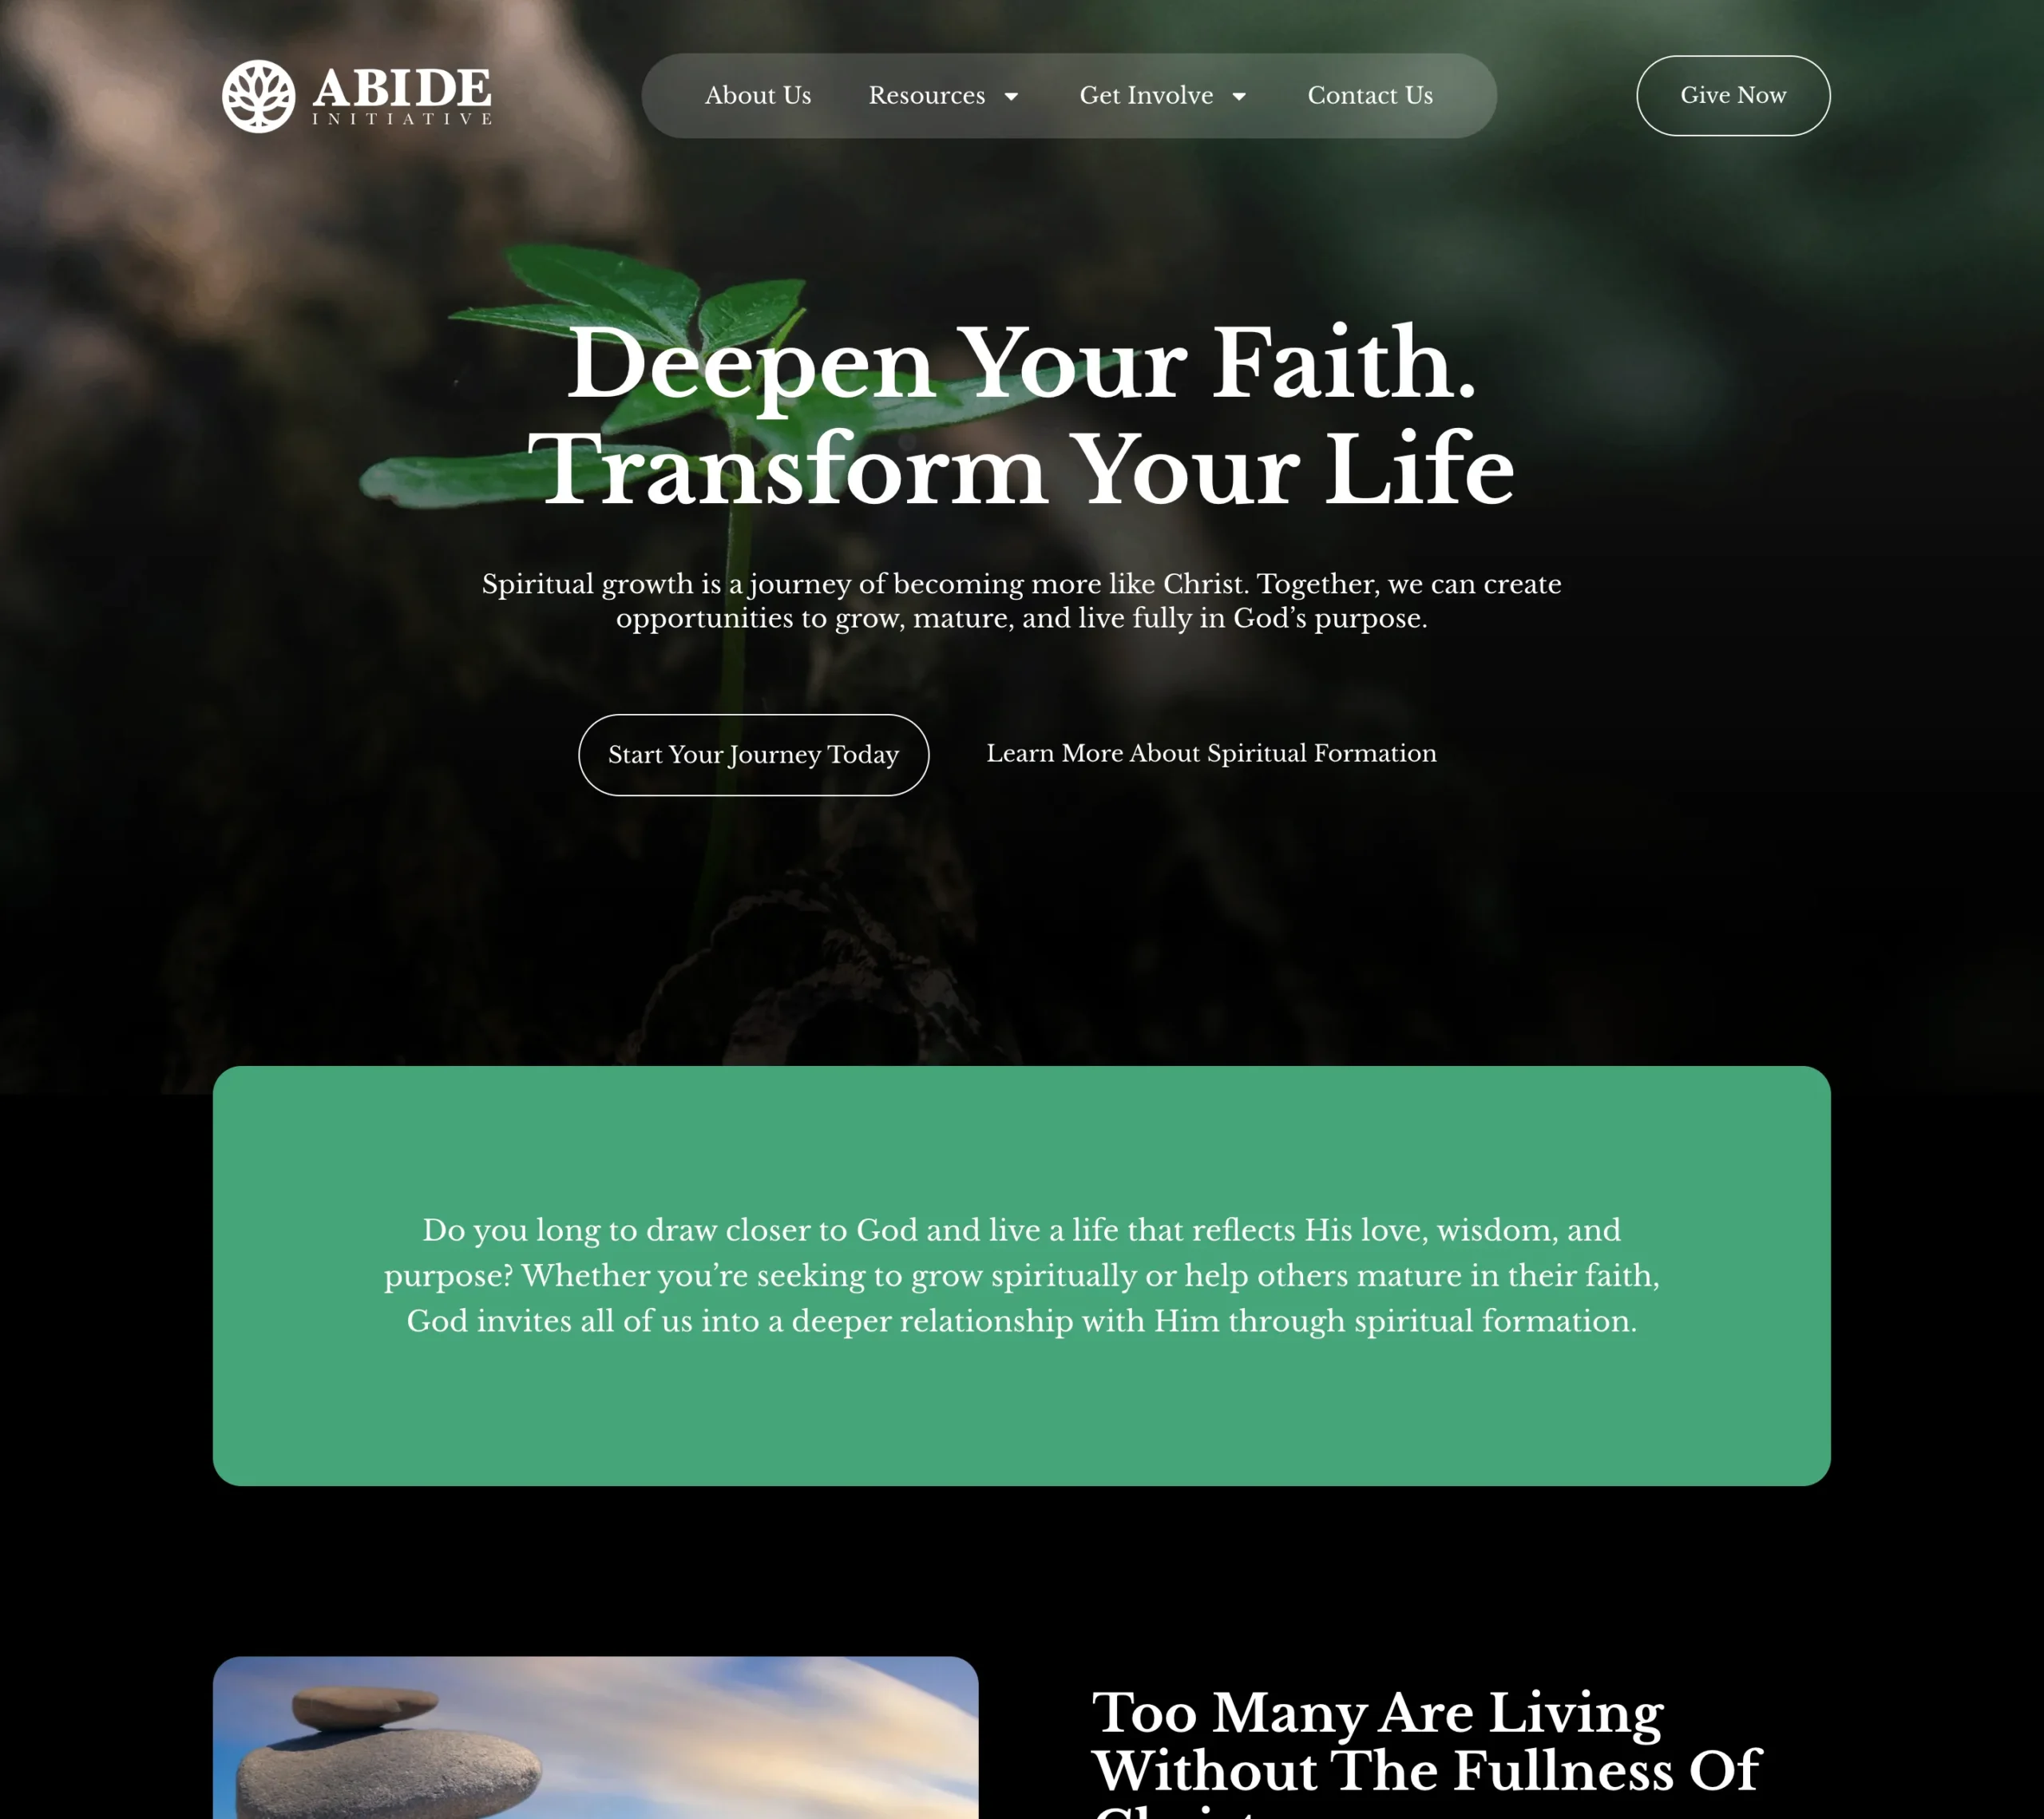 ABIDE
INITIATIVE
About Us
Resources
Get Involve
Contact Us
Give Now
Deepen Your Faith.
Transform Your Life
Spiritual growth is a journey of becoming more like Christ. Together, we can create
opportunities to grow, mature, and live fully in God’s purpose.
Start Your Journey Today
Learn More About Spiritual Formation
Do you long to draw closer to God and live a life that reflects His love, wisdom, and
purpose? Whether you’re seeking to grow spiritually or help others mature in their faith,
God invites all of us into a deeper relationship with Him through spiritual formation.
Too Many Are Living
Without The Fullness Of